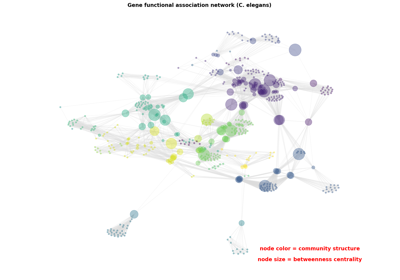 Gene functional association network (C. elegans)
node color = community structure
node size = betweenness centrality